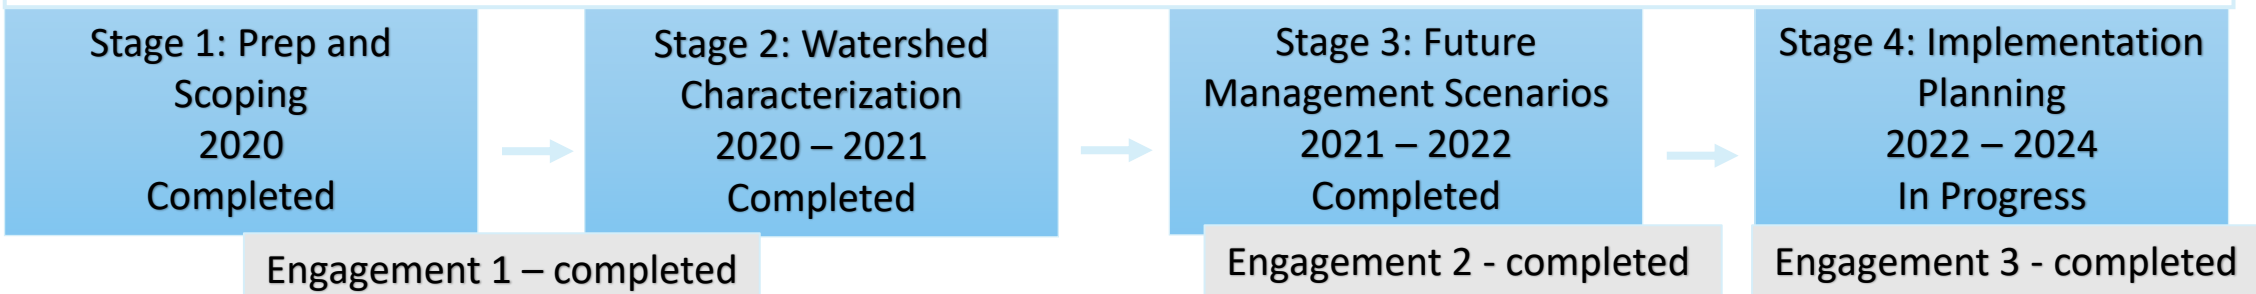 Stage 1: Prep and
Scoping
2020
Completed
Stage 2: Watershed
Characterization
2020 – 2021
Completed
Stage 3: Future
Management Scenarios
2021 – 2022
Completed
Stage 4: Implementation
Planning
2022 – 2024
In Progress
Engagement 1 – completed
Engagement 2 - completed
Engagement 3 - completed